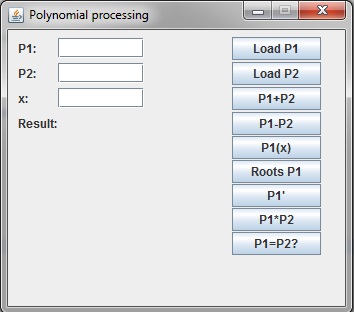 Polynomial processing
P1:
Load P1
P2:
Load P2
x:
P1+P2
Result:
P1-P2
P1(x)
Roots P1
P1'
P1*P2
P1=P2?